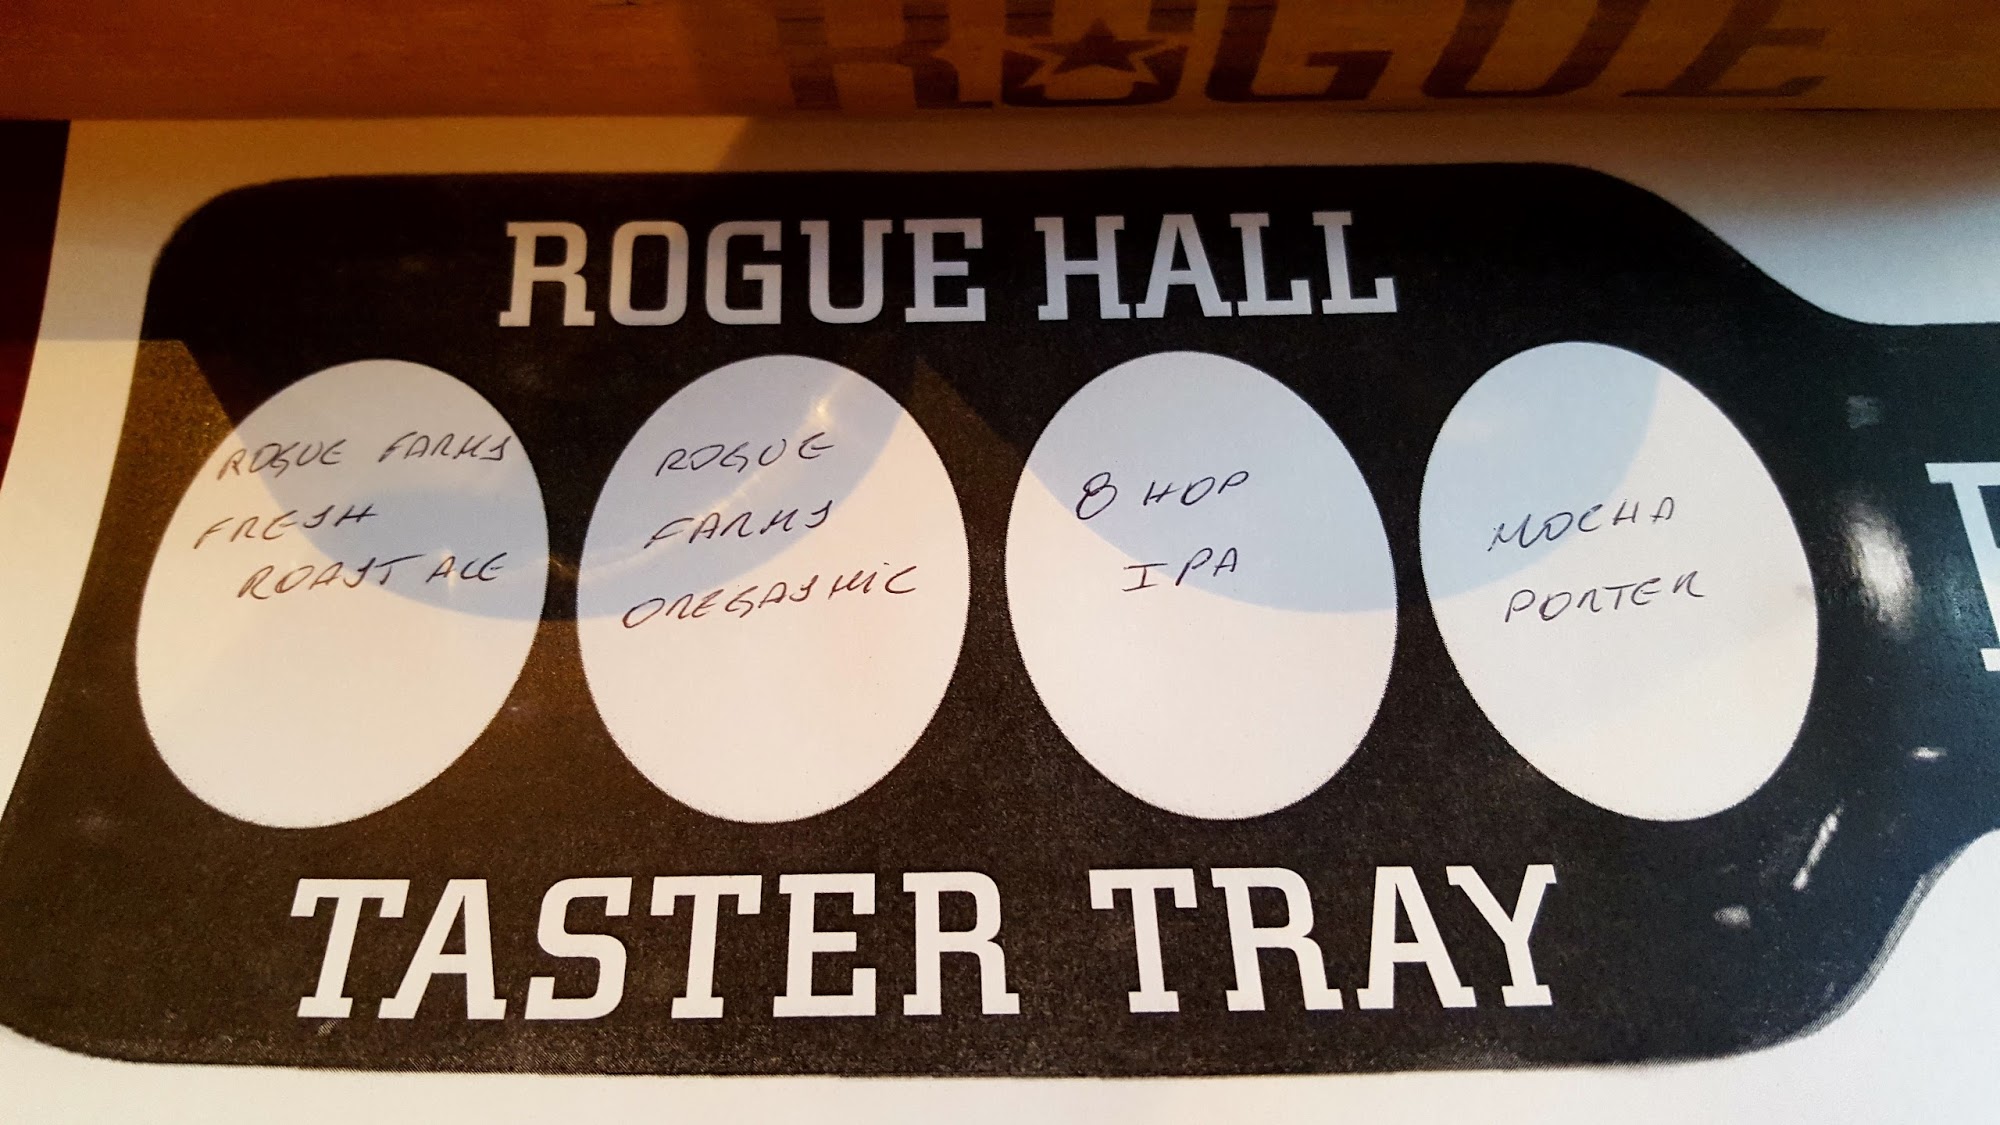 ROGUE
ROGUE HALL
ROGUE FARMS
FRESH
ROAST ALE
ROGUE
FARMS
OREGASMIC
8 HOP
IPA
MOCHA
PORTER
TASTER TRAY